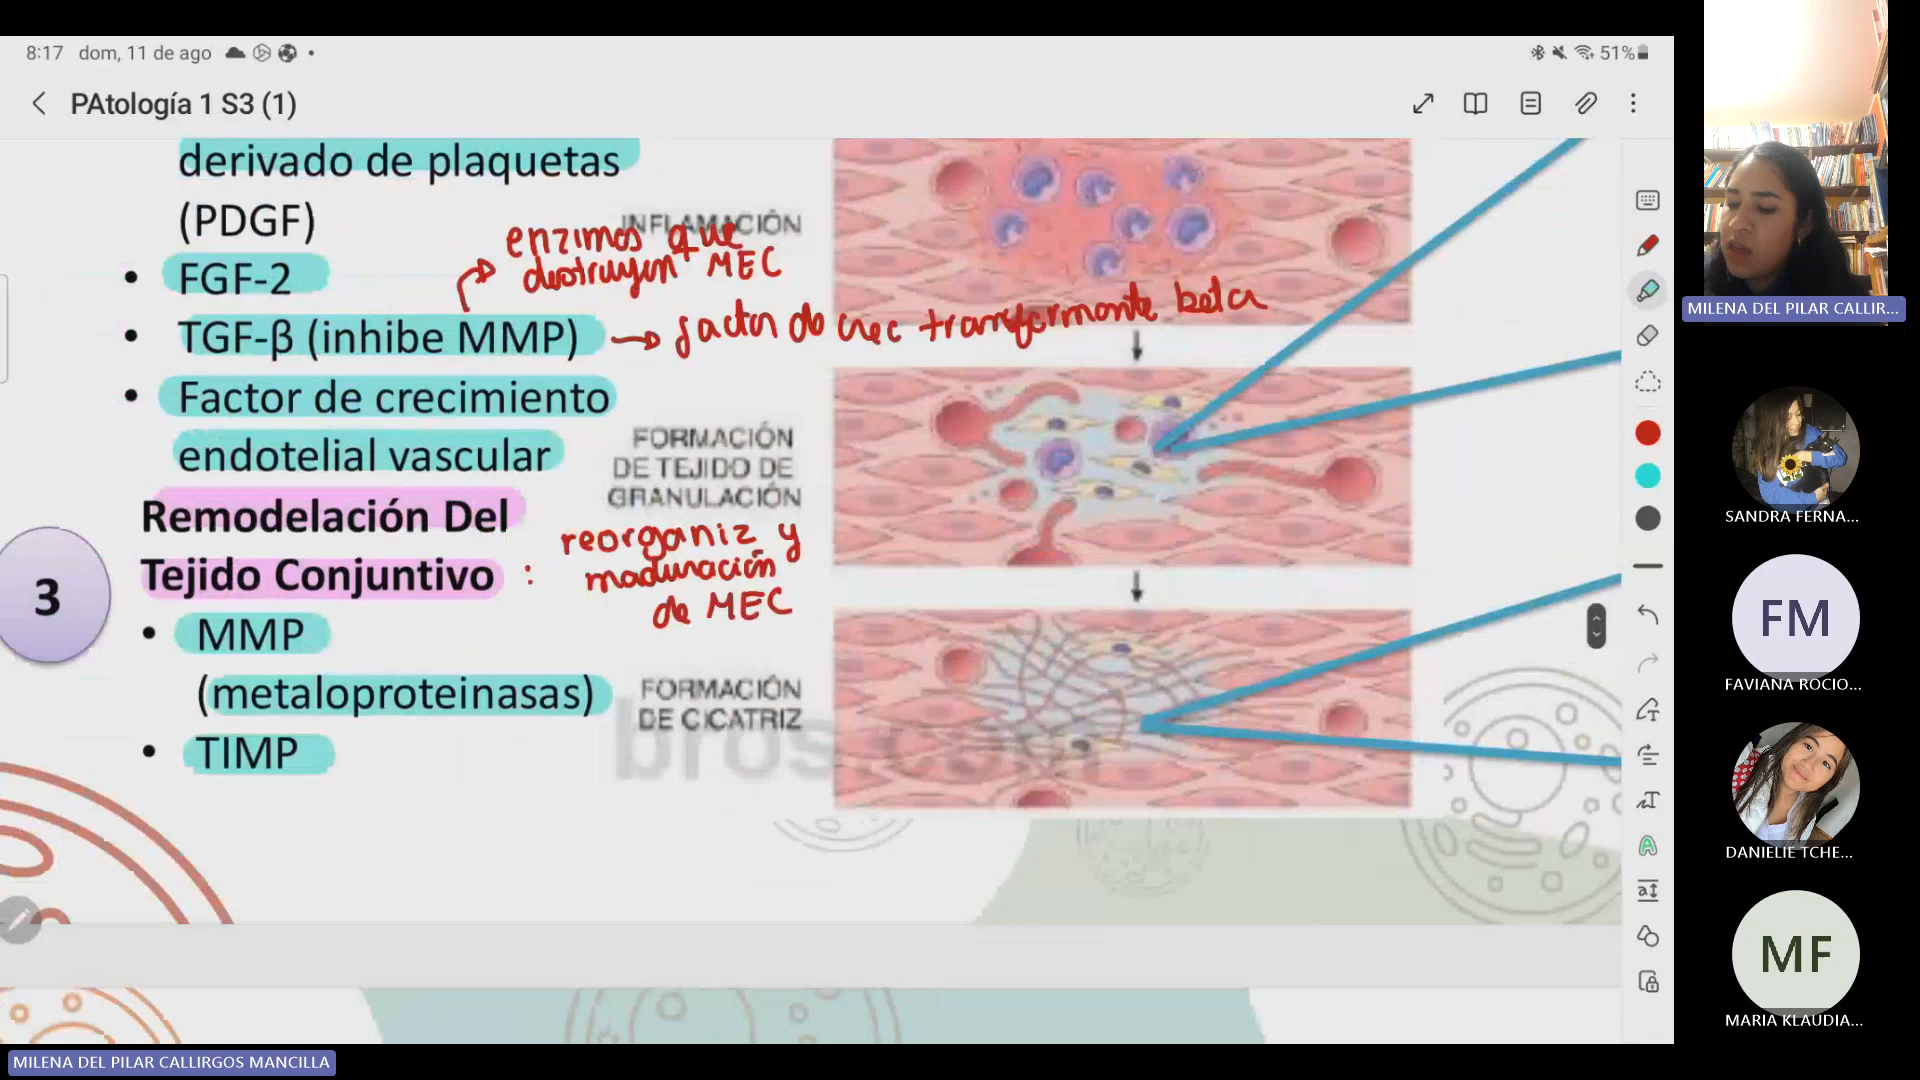 8:17 dom, 11 de ago
51%
PAtología 1 S3 (1)
derivado de plaquetas
(PDGF)
INFLAMACIÓN
enzimas que
destruyen MEC
• FGF-2
• TGF-β (inhibe MMP)
factor de crec transformante beta
• Factor de crecimiento
endotelial vascular
FORMACIÓN
DE TEJIDO DE
GRANULACIÓN
3
Remodelación Del
Tejido Conjuntivo :
reorganiz y
maduración
de MEC
• MMP
(metaloproteinasas)
• TIMP
FORMACIÓN
DE CICATRIZ
bros.com
MILENA DEL PILAR CALLIR...
SANDRA FERNA...
FM
FAVIANA ROCIO...
DANIELIE TCHE...
MF
MARIA KLAUDIA...
MILENA DEL PILAR CALLIRGOS MANCILLA